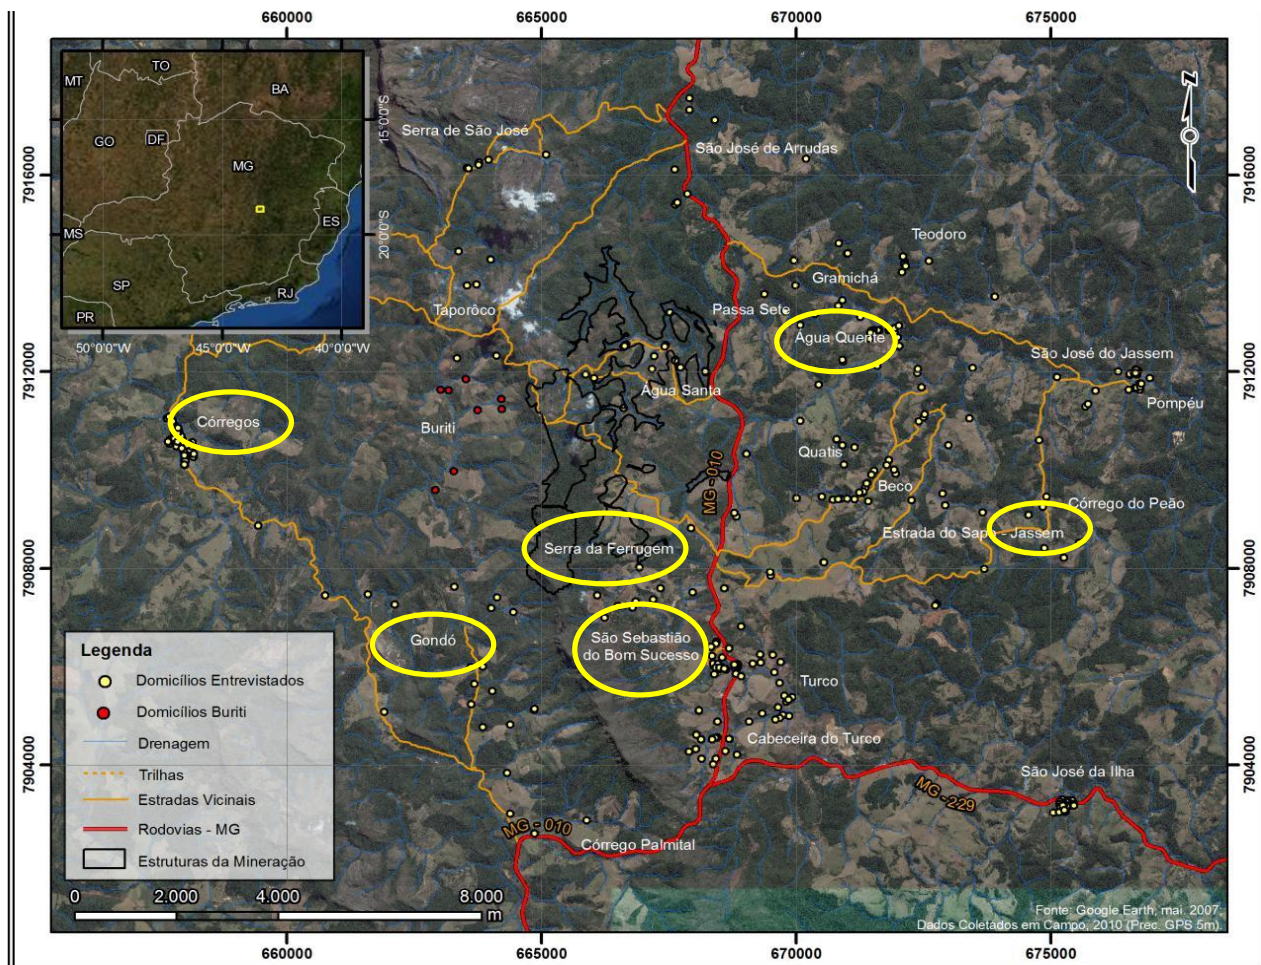 660000
665000
670000
675000
TO
MT
BA
GO
DF
MG
MS
ES
SP
RJ
PR
15°0'0"S
20°0'0"S
50°0'0"W
45°0'0"W
40°0'0"W
7916000
7916000
7912000
7912000
7908000
7908000
7904000
7904000
N
Serra de São José
São José de Arrudas
Teodoro
Gramichá
Passa Sete
Taporôco
Água Quente
São José do Jassem
Água Santa
Pompéu
Córregos
Buriti
Quatis
MG - 010
Beco
Córrego do Peão
Estrada do Sapo - Jassem
Serra da Ferrugem
Gondó
São Sebastião
do Bom Sucesso
Turco
Cabeceira do Turco
São José da Ilha
MG - 229
MG - 010
Córrego Palmital
Legenda
Domicílios Entrevistados
Domicílios Buriti
Drenagem
Trilhas
Estradas Vicinais
Rodovias - MG
Estruturas da Mineração
0
2.000
4.000
8.000
m
Fonte: Google Earth, mai. 2007;
Dados Coletados em Campo, 2010 (Prec. GPS 5m).
660000
665000
670000
675000